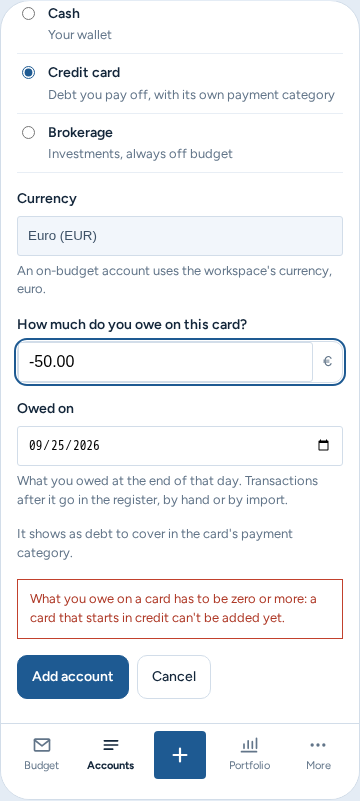 Cash
Your wallet
Credit card
Debt you pay off, with its own payment category
Brokerage
Investments, always off budget
Currency
Euro (EUR)
An on-budget account uses the workspace's currency,
euro.
How much do you owe on this card?
-50.00 €
Owed on
09/25/2026
What you owed at the end of that day. Transactions
after it go in the register, by hand or by import.
It shows as debt to cover in the card's payment
category.
What you owe on a card has to be zero or more: a
card that starts in credit can't be added yet.
Add account Cancel
Budget Accounts + Portfolio More